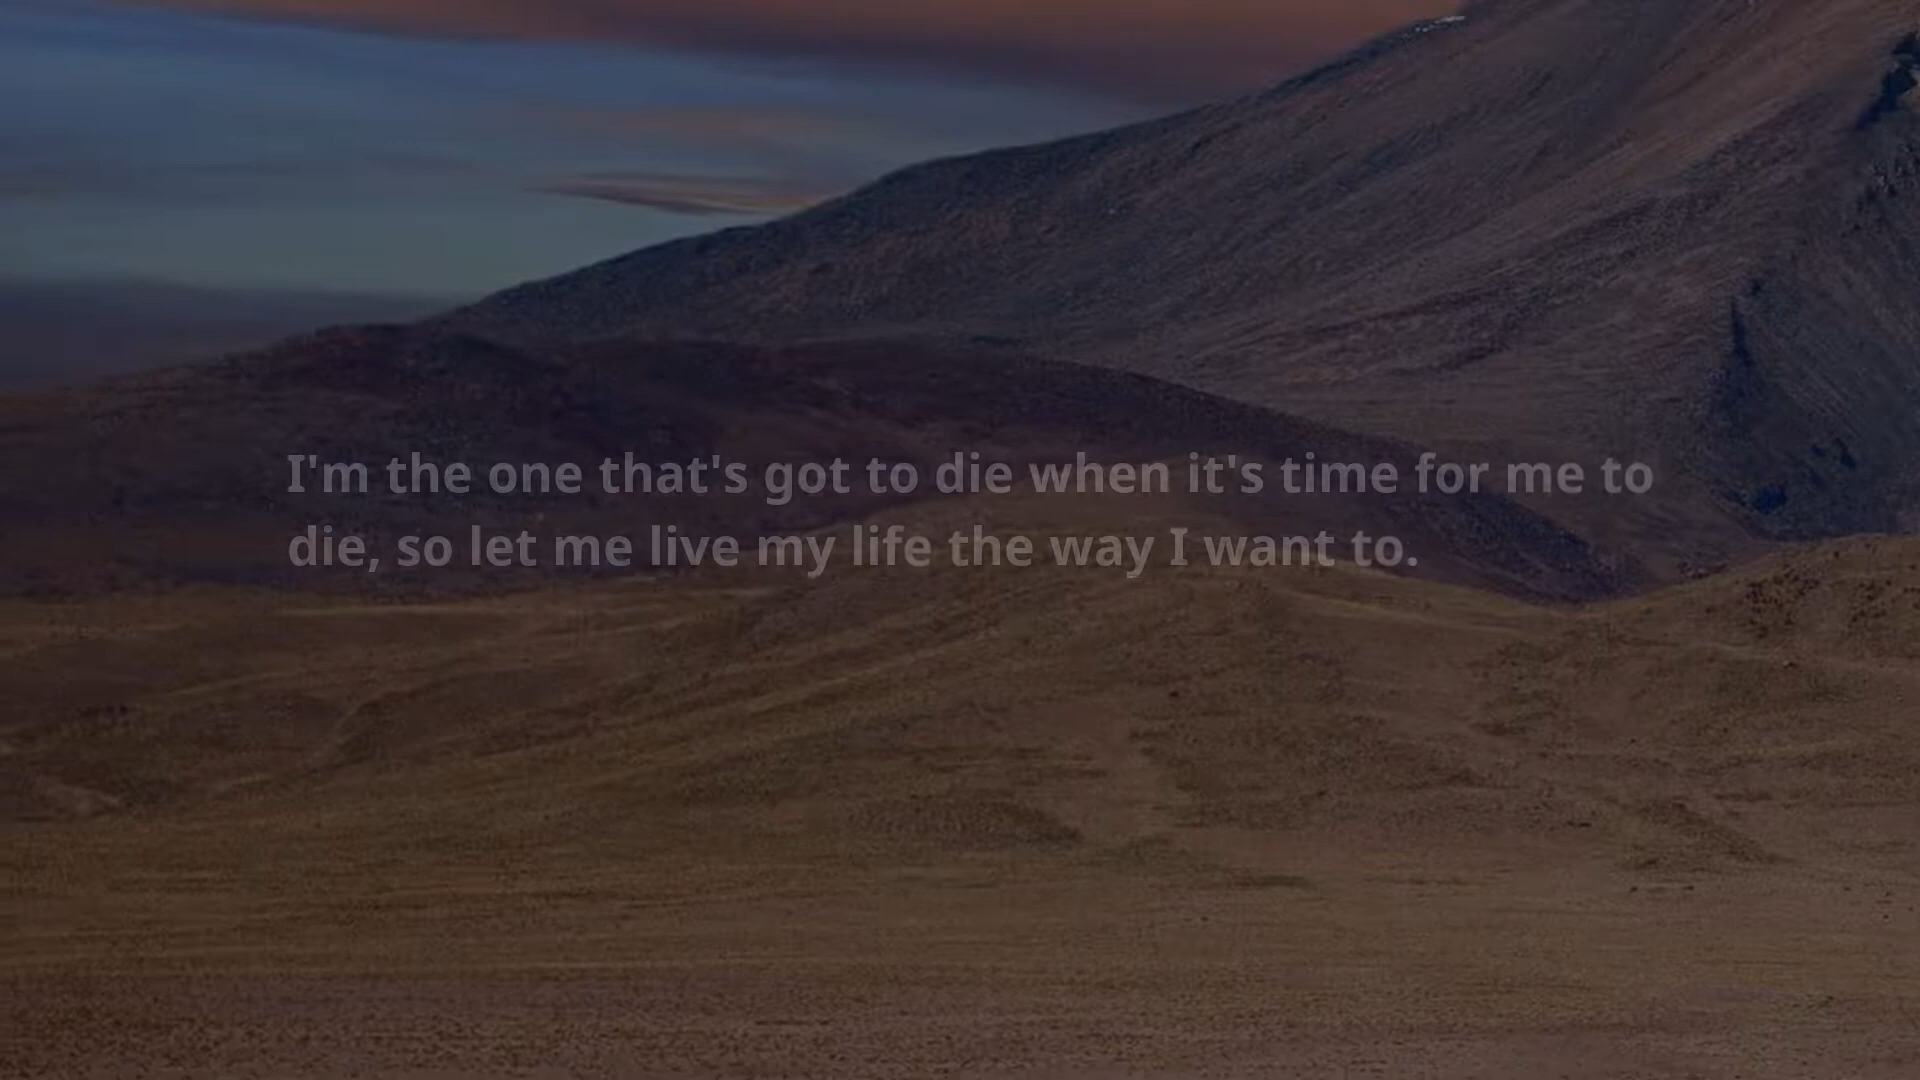 I'm the one that's got to die when it's time for me to
die, so let me live my life the way I want to.